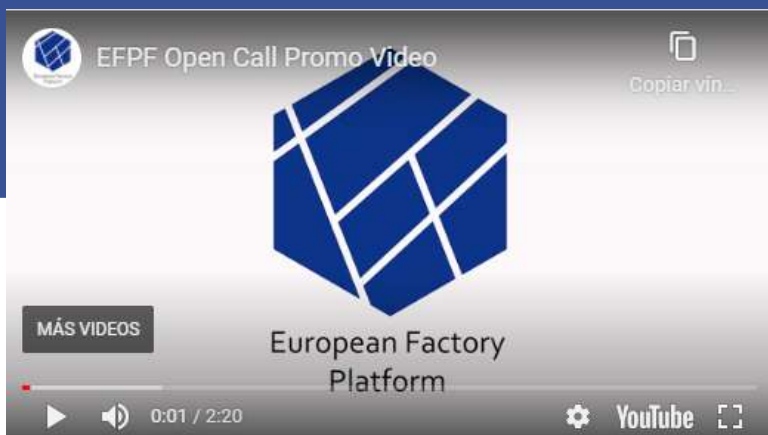 EFPF Open Call Promo Video
Copiar vín...
MÁS VIDEOS
European Factory
Platform
0:01 / 2:20
YouTube